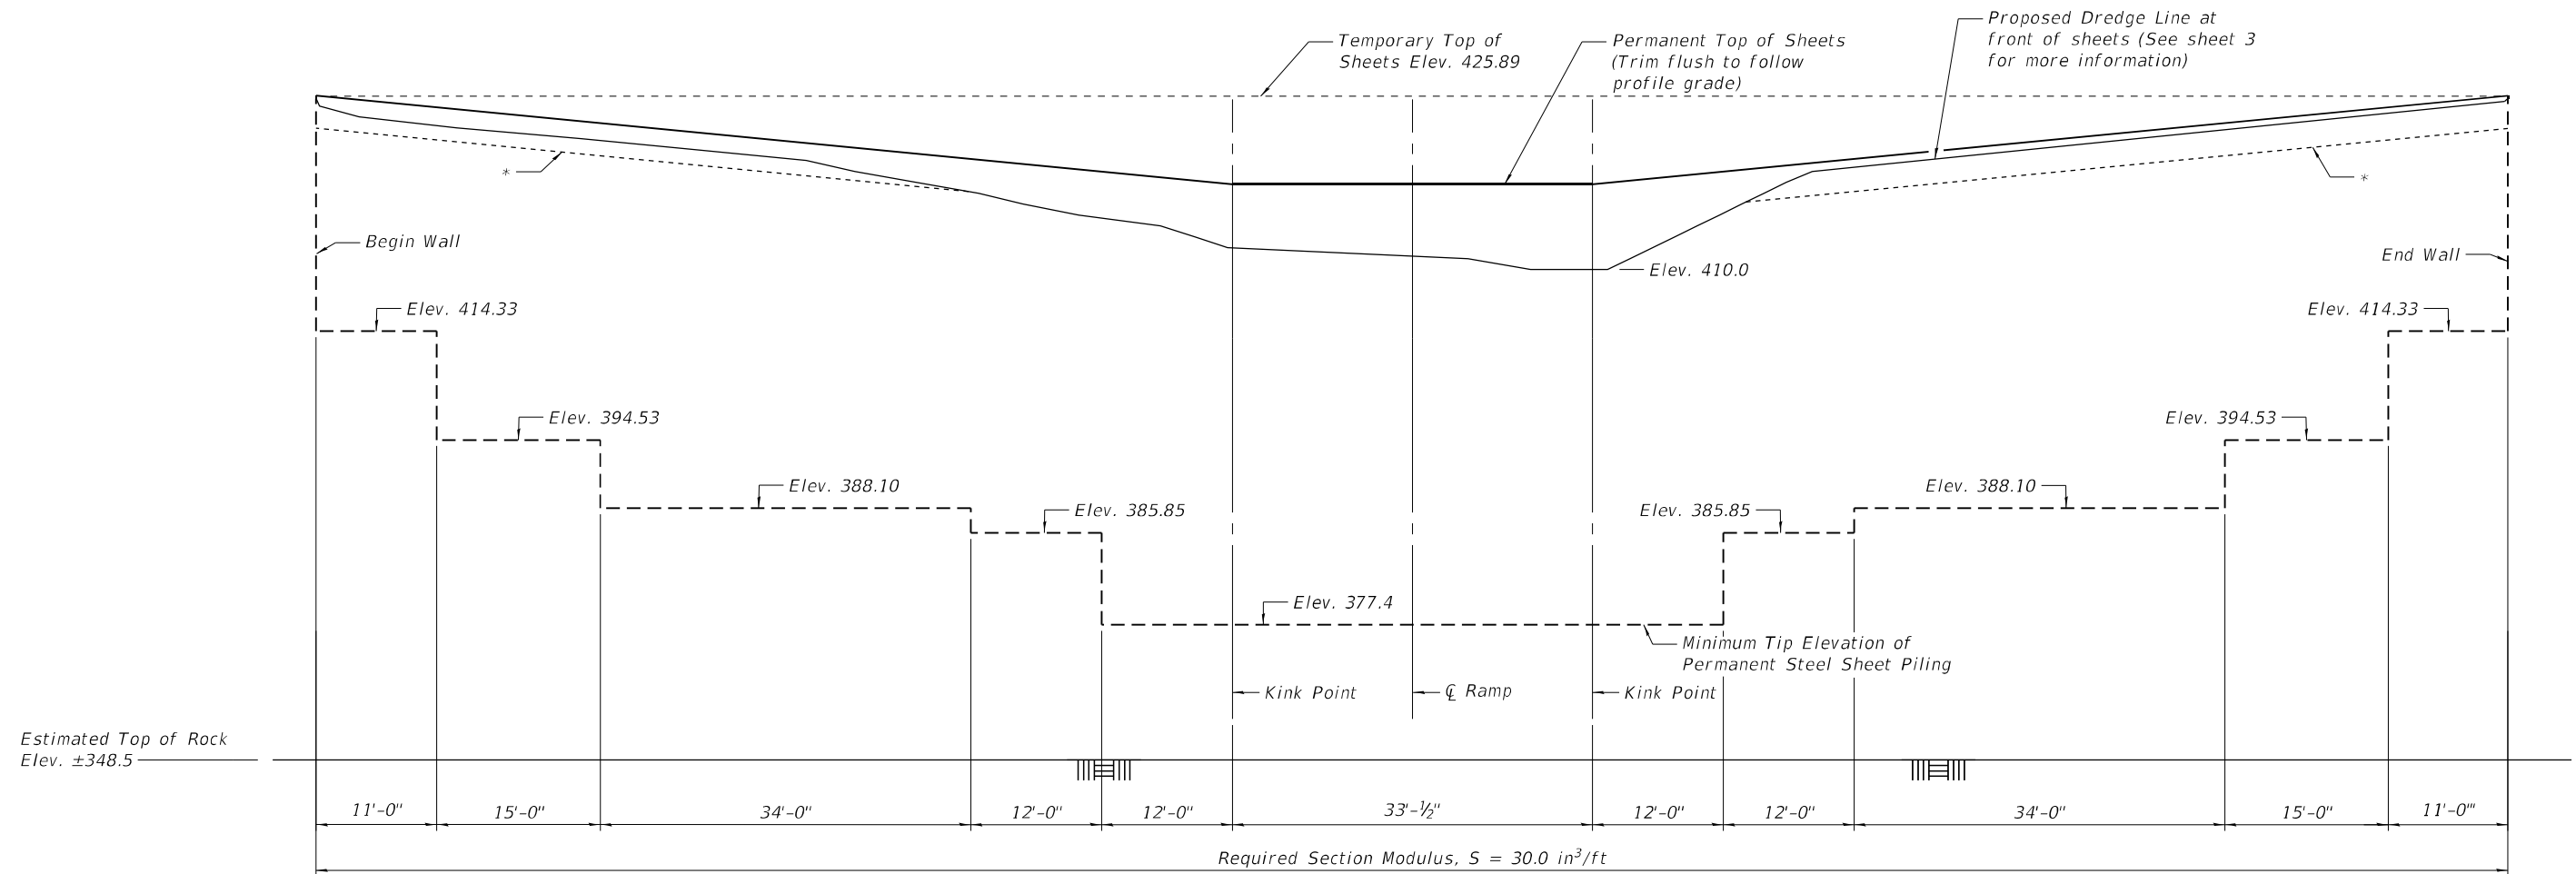 Proposed Dredge Line at
front of sheets (See sheet 3
for more information)
Temporary Top of
Sheets Elev. 425.89
Permanent Top of Sheets
(Trim flush to follow
profile grade)
*
*
Begin Wall
End Wall
Elev. 410.0
Elev. 414.33
Elev. 414.33
Elev. 394.53
Elev. 394.53
Elev. 388.10
Elev. 388.10
Elev. 385.85
Elev. 385.85
Elev. 377.4
Minimum Tip Elevation of
Permanent Steel Sheet Piling
Kink Point
℄ Ramp
Kink Point
Estimated Top of Rock
Elev. ±348.5
11'-0"
15'-0"
34'-0"
12'-0"
12'-0"
33'-½"
12'-0"
12'-0"
34'-0"
15'-0"
11'-0"'
Required Section Modulus, S = 30.0 in³/ft